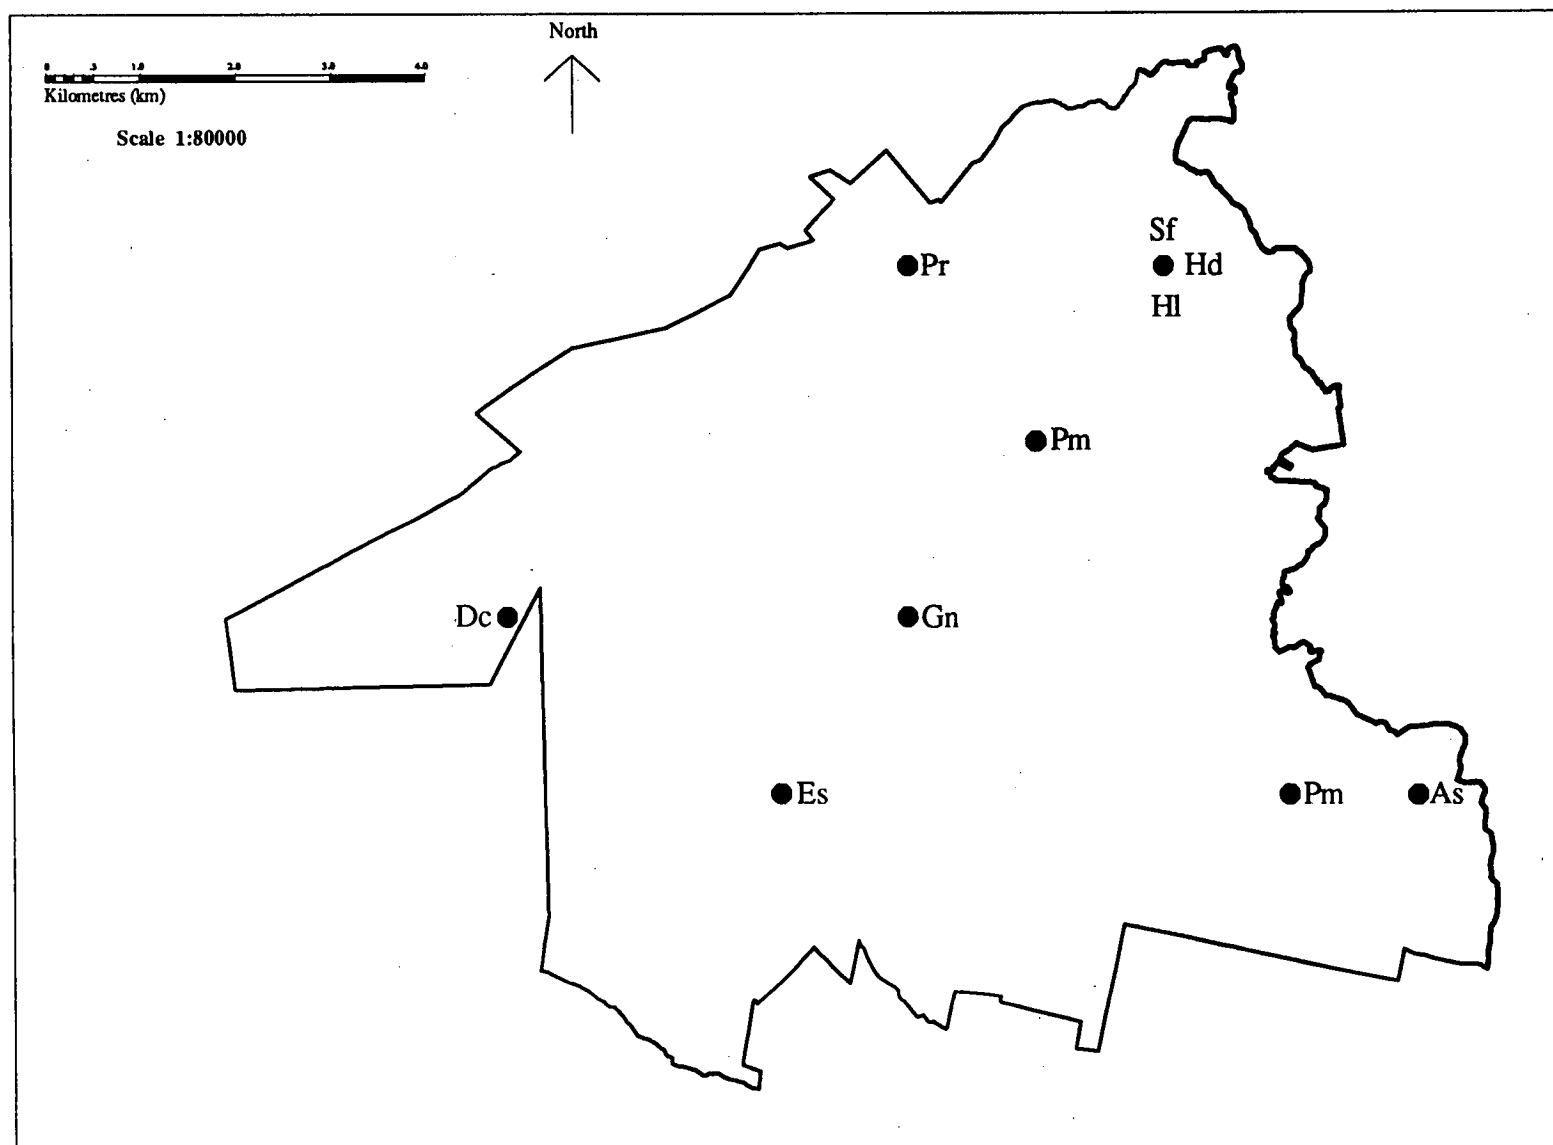 North
0 .5 1.0 2.0 3.0 4.0
Kilometres (km)
Scale 1:80000
Sf
Pr
Hd
Hl
Pm
Dc
Gn
Es
Pm
As